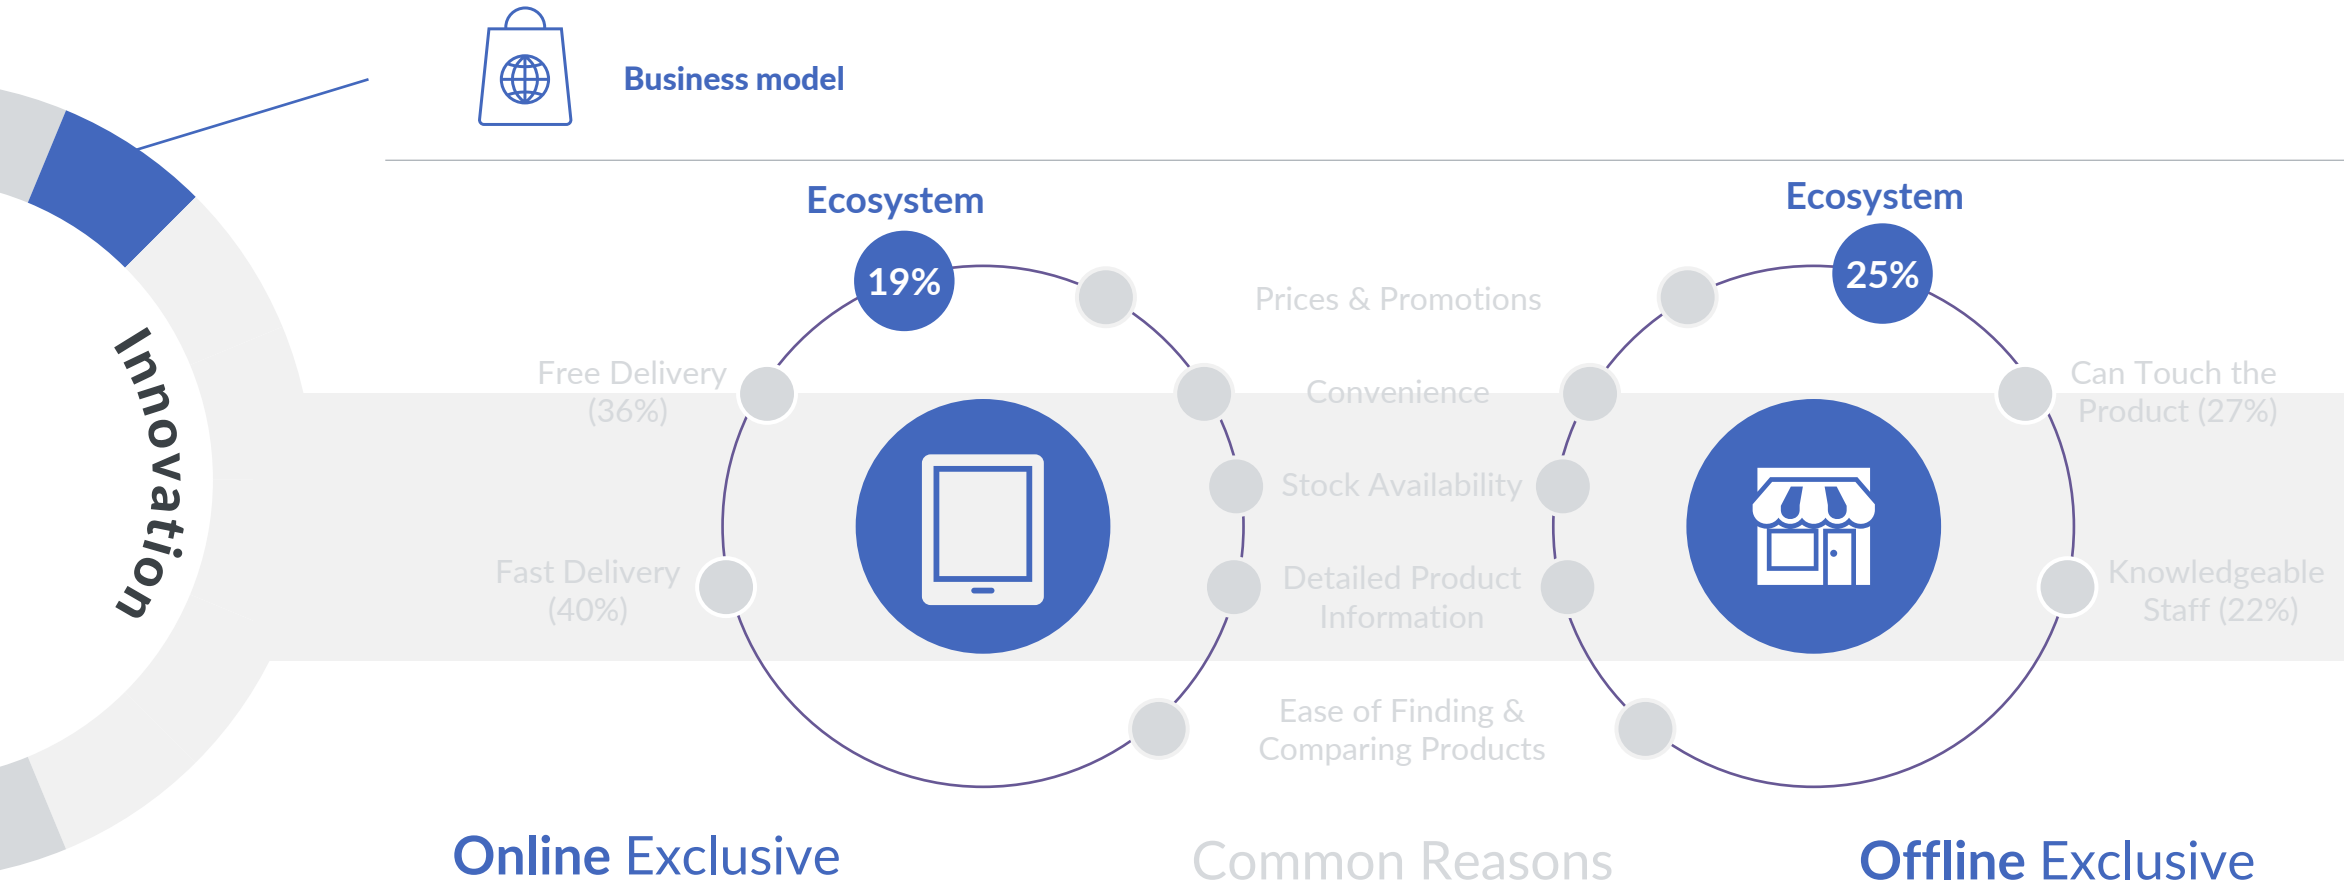 Business model
Innovation
Ecosystem
19%
Free Delivery
(36%)
Fast Delivery
(40%)
Prices & Promotions
Convenience
Stock Availability
Detailed Product
Information
Ease of Finding &
Comparing Products
Ecosystem
25%
Can Touch the
Product (27%)
Knowledgeable
Staff (22%)
Online Exclusive
Common Reasons
Offline Exclusive